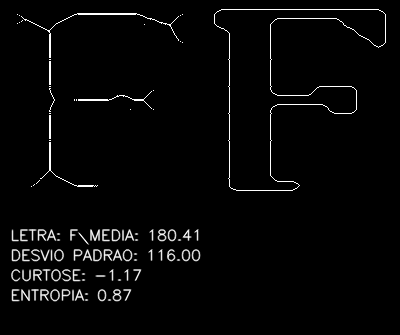 F F
LETRA: F\MEDIA: 180.41
DESVIO PADRAO: 116.00
CURTOSE: -1.17
ENTROPIA: 0.87